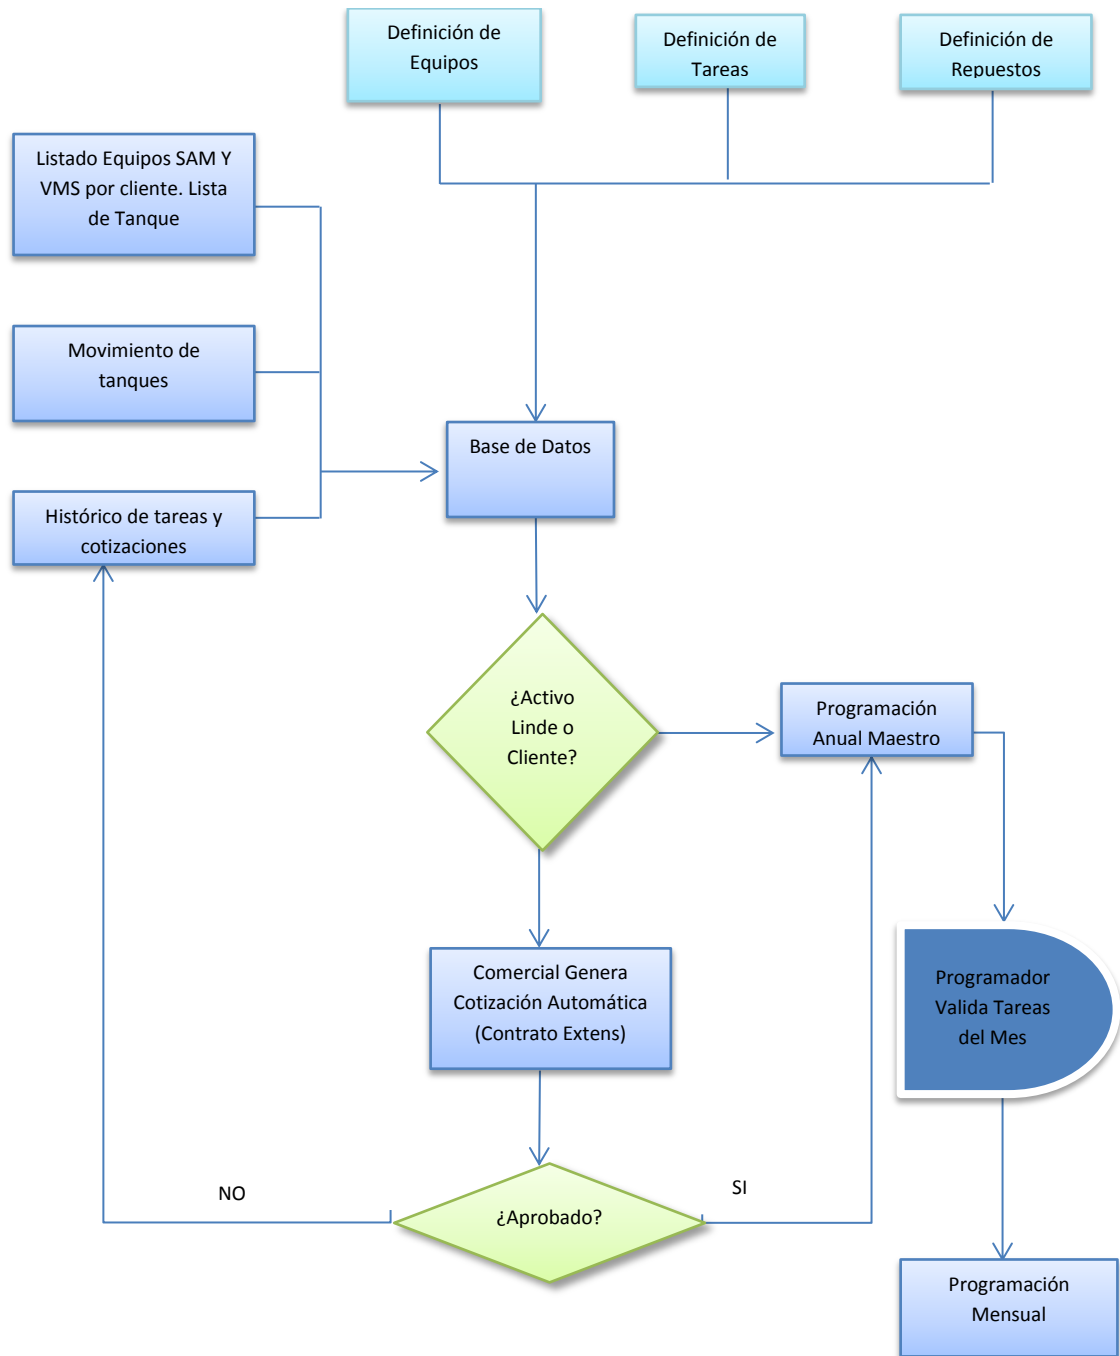 Definición de
Equipos
Definición de
Tareas
Definición de
Repuestos
Listado Equipos SAM Y
VMS por cliente. Lista
de Tanque
Movimiento de
tanques
Base de Datos
Histórico de tareas y
cotizaciones
¿Activo
Linde o
Cliente?
Programación
Anual Maestro
Comercial Genera
Cotización Automática
(Contrato Extens)
Programador
Valida Tareas
del Mes
NO
SI
¿Aprobado?
Programación
Mensual